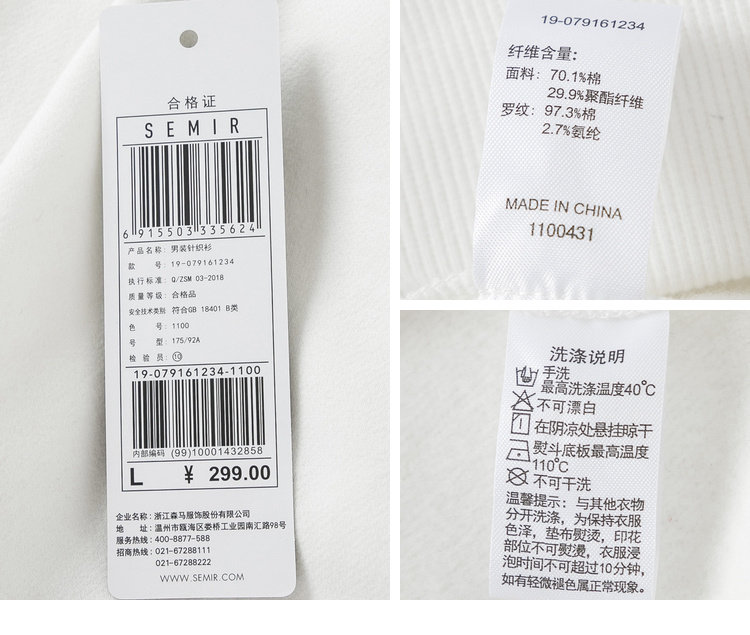 合格证
SEMIR
6 915503 335624
产品名称: 男装针织衫
款 号: 19-079161234
执行标准: Q/ZSM 03-2018
质量等级: 合格品
安全技术类别 符合GB 18401 B类
色 号: 1100
号 型: 175/92A
检 验 员: ⑩
19-079161234-1100
内部编码 (99)10001432858
L ¥ 299.00
企业名称: 浙江森马服饰股份有限公司
地 址: 温州市瓯海区娄桥工业园南汇路98号
服务热线: 400-8877-588
招商热线: 021-67288111
021-67288222
WWW.SEMIR.COM
19-079161234
纤维含量:
面料: 70.1%棉
29.9%聚酯纤维
罗纹: 97.3%棉
2.7%氨纶
MADE IN CHINA
1100431
洗涤说明
手洗
最高洗涤温度40℃
不可漂白
在阴凉处悬挂晾干
熨斗底板最高温度
110℃
不可干洗
温馨提示: 与其他衣物
分开洗涤, 为保持衣服
色泽, 垫布熨烫, 印花
部位不可熨燙, 衣服浸
泡时间不可超过10分钟,
如有轻微褪色属正常现象。